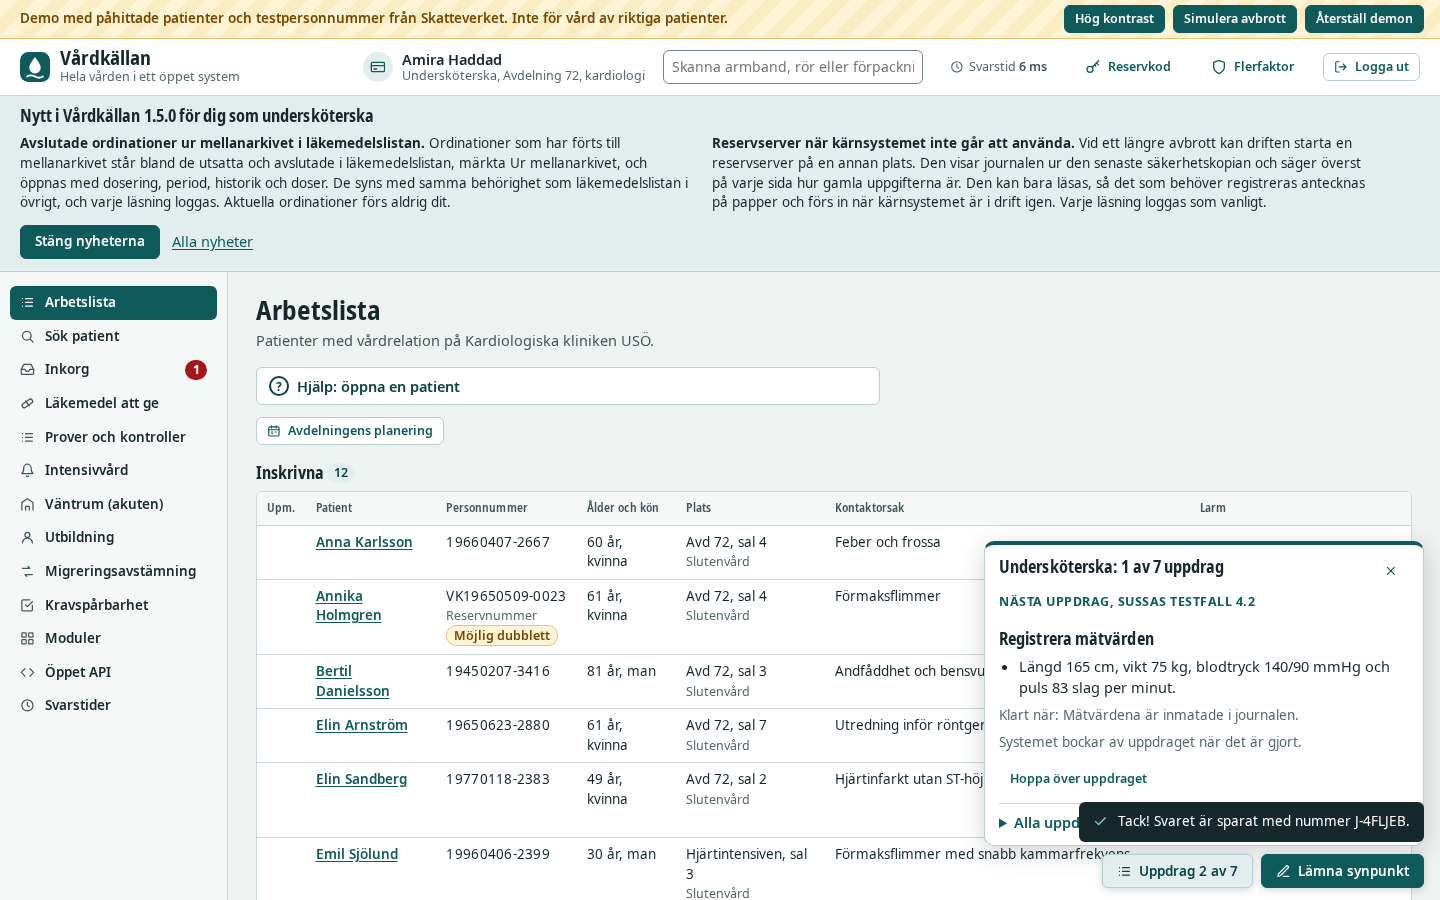 Demo med påhittade patienter och testpersonnummer från Skatteverket. Inte för vård av riktiga patienter.
Hög kontrast
Simulera avbrott
Återställ demon
Vårdkällan
Hela vården i ett öppet system
Amira Haddad
Undersköterska, Avdelning 72, kardiologi
Skanna armband, rör eller förpackni
Svarstid 6 ms
Reservkod
Flerfaktor
Logga ut
Nytt i Vårdkällan 1.5.0 för dig som undersköterska
Avslutade ordinationer ur mellanarkivet i läkemedelslistan. Ordinationer som har förts till
mellanarkivet står bland de utsatta och avslutade i läkemedelslistan, märkta Ur mellanarkivet, och
öppnas med dosering, period, historik och doser. De syns med samma behörighet som läkemedelslistan i
övrigt, och varje läsning loggas. Aktuella ordinationer förs aldrig dit.
Reservserver när kärnsystemet inte går att använda. Vid ett längre avbrott kan driften starta en
reservserver på en annan plats. Den visar journalen ur den senaste säkerhetskopian och säger överst
på varje sida hur gamla uppgifterna är. Den kan bara läsas, så det som behöver registreras antecknas
på papper och förs in när kärnsystemet är i drift igen. Varje läsning loggas som vanligt.
Stäng nyheterna
Alla nyheter
Arbetslista
Sök patient
Inkorg
1
Läkemedel att ge
Prover och kontroller
Intensivvård
Väntrum (akuten)
Utbildning
Migreringsavstämning
Kravspårbarhet
Moduler
Öppet API
Svarstider
Arbetslista
Patienter med vårdrelation på Kardiologiska kliniken USÖ.
? Hjälp: öppna en patient
Avdelningens planering
Inskrivna 12
Upm. Patient Personnummer Ålder och kön Plats Kontaktorsak Larm
Anna Karlsson 19660407-2667 60 år, Avd 72, sal 4 Feber och frossa
kvinna Slutenvård
Annika VK19650509-0023 61 år, Avd 72, sal 4 Förmaksflimmer
Holmgren Reservnummer kvinna Slutenvård
Möjlig dubblett
Bertil 19450207-3416 81 år, man Avd 72, sal 3 Andfåddhet och bensvu
Danielsson Slutenvård
Elin Arnström 19650623-2880 61 år, Avd 72, sal 7 Utredning inför röntgen
kvinna Slutenvård
Elin Sandberg 19770118-2383 49 år, Avd 72, sal 2 Hjärtinfarkt utan ST-höj
kvinna Slutenvård
Emil Sjölund 19960406-2399 30 år, man Hjärtintensiven, sal Förmaksflimmer med snabb kammarfrekvens
3
Slutenvård
Undersköterska: 1 av 7 uppdrag
NÄSTA UPPDRAG, SUSSAS TESTFALL 4.2
Registrera mätvärden
Längd 165 cm, vikt 75 kg, blodtryck 140/90 mmHg och
puls 83 slag per minut.
Klart när: Mätvärdena är inmatade i journalen.
Systemet bockar av uppdraget när det är gjort.
Hoppa över uppdraget
Alla uppd
Tack! Svaret är sparat med nummer J-4FLJEB.
Uppdrag 2 av 7
Lämna synpunkt